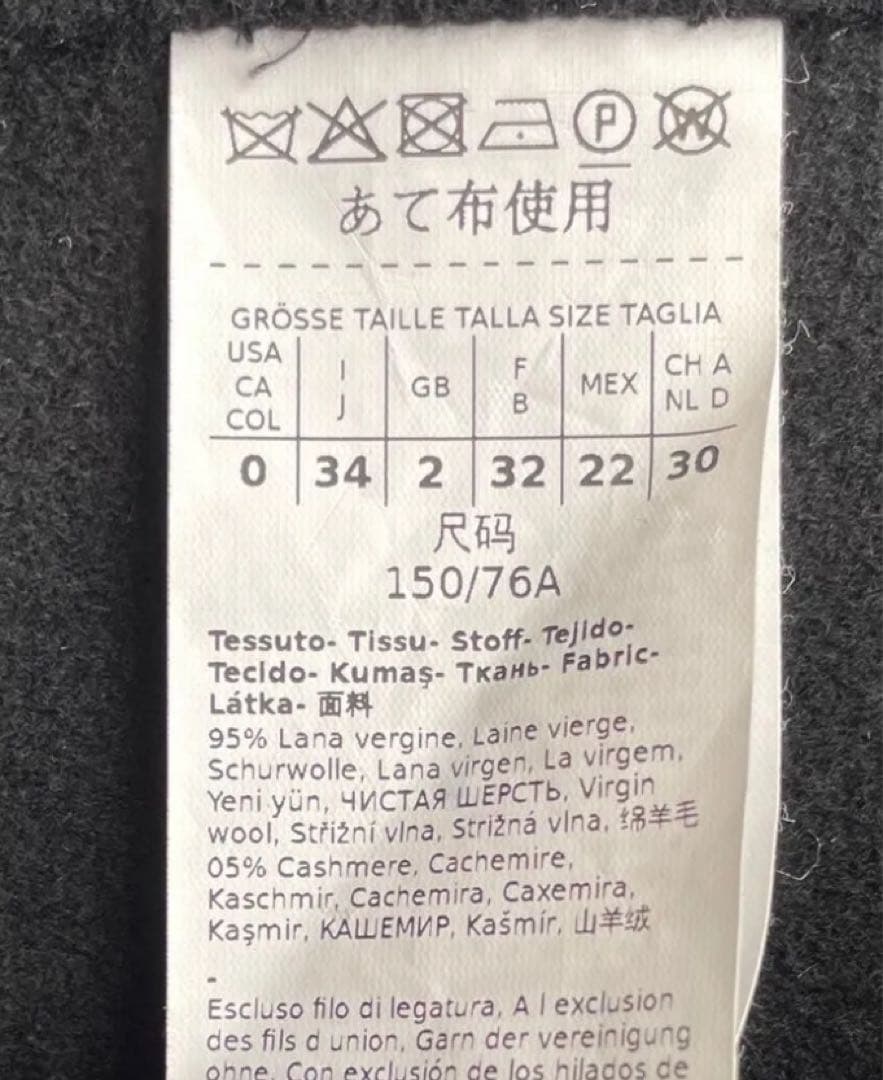 P W
あて布使用
GRÖSSE TAILLE TALLA SIZE TAGLIA
USA CA COL I J GB F B MEX CH A NL D
0 34 2 32 22 30
尺码
150/76A
Tessuto- Tissu- Stoff- Tejido-
Tecido- Kumaş- Ткань- Fabric-
Látka- 面料
95% Lana vergine, Laine vierge,
Schurwolle, Lana virgen, La virgem,
Yeni yün, ЧИСТАЯ ШЕРСТЬ, Virgin
wool, Střižní vlna, Strižná vlna, 绵羊毛
05% Cashmere, Cachemire,
Kaschmir, Cachemira, Caxemira,
Kaşmir, КАШЕМИР, Kašmír, 山羊绒
-
Escluso filo di legatura, A l exclusion
des fils d union, Garn der vereinigung
ohne, Con exclusión de los hilados de